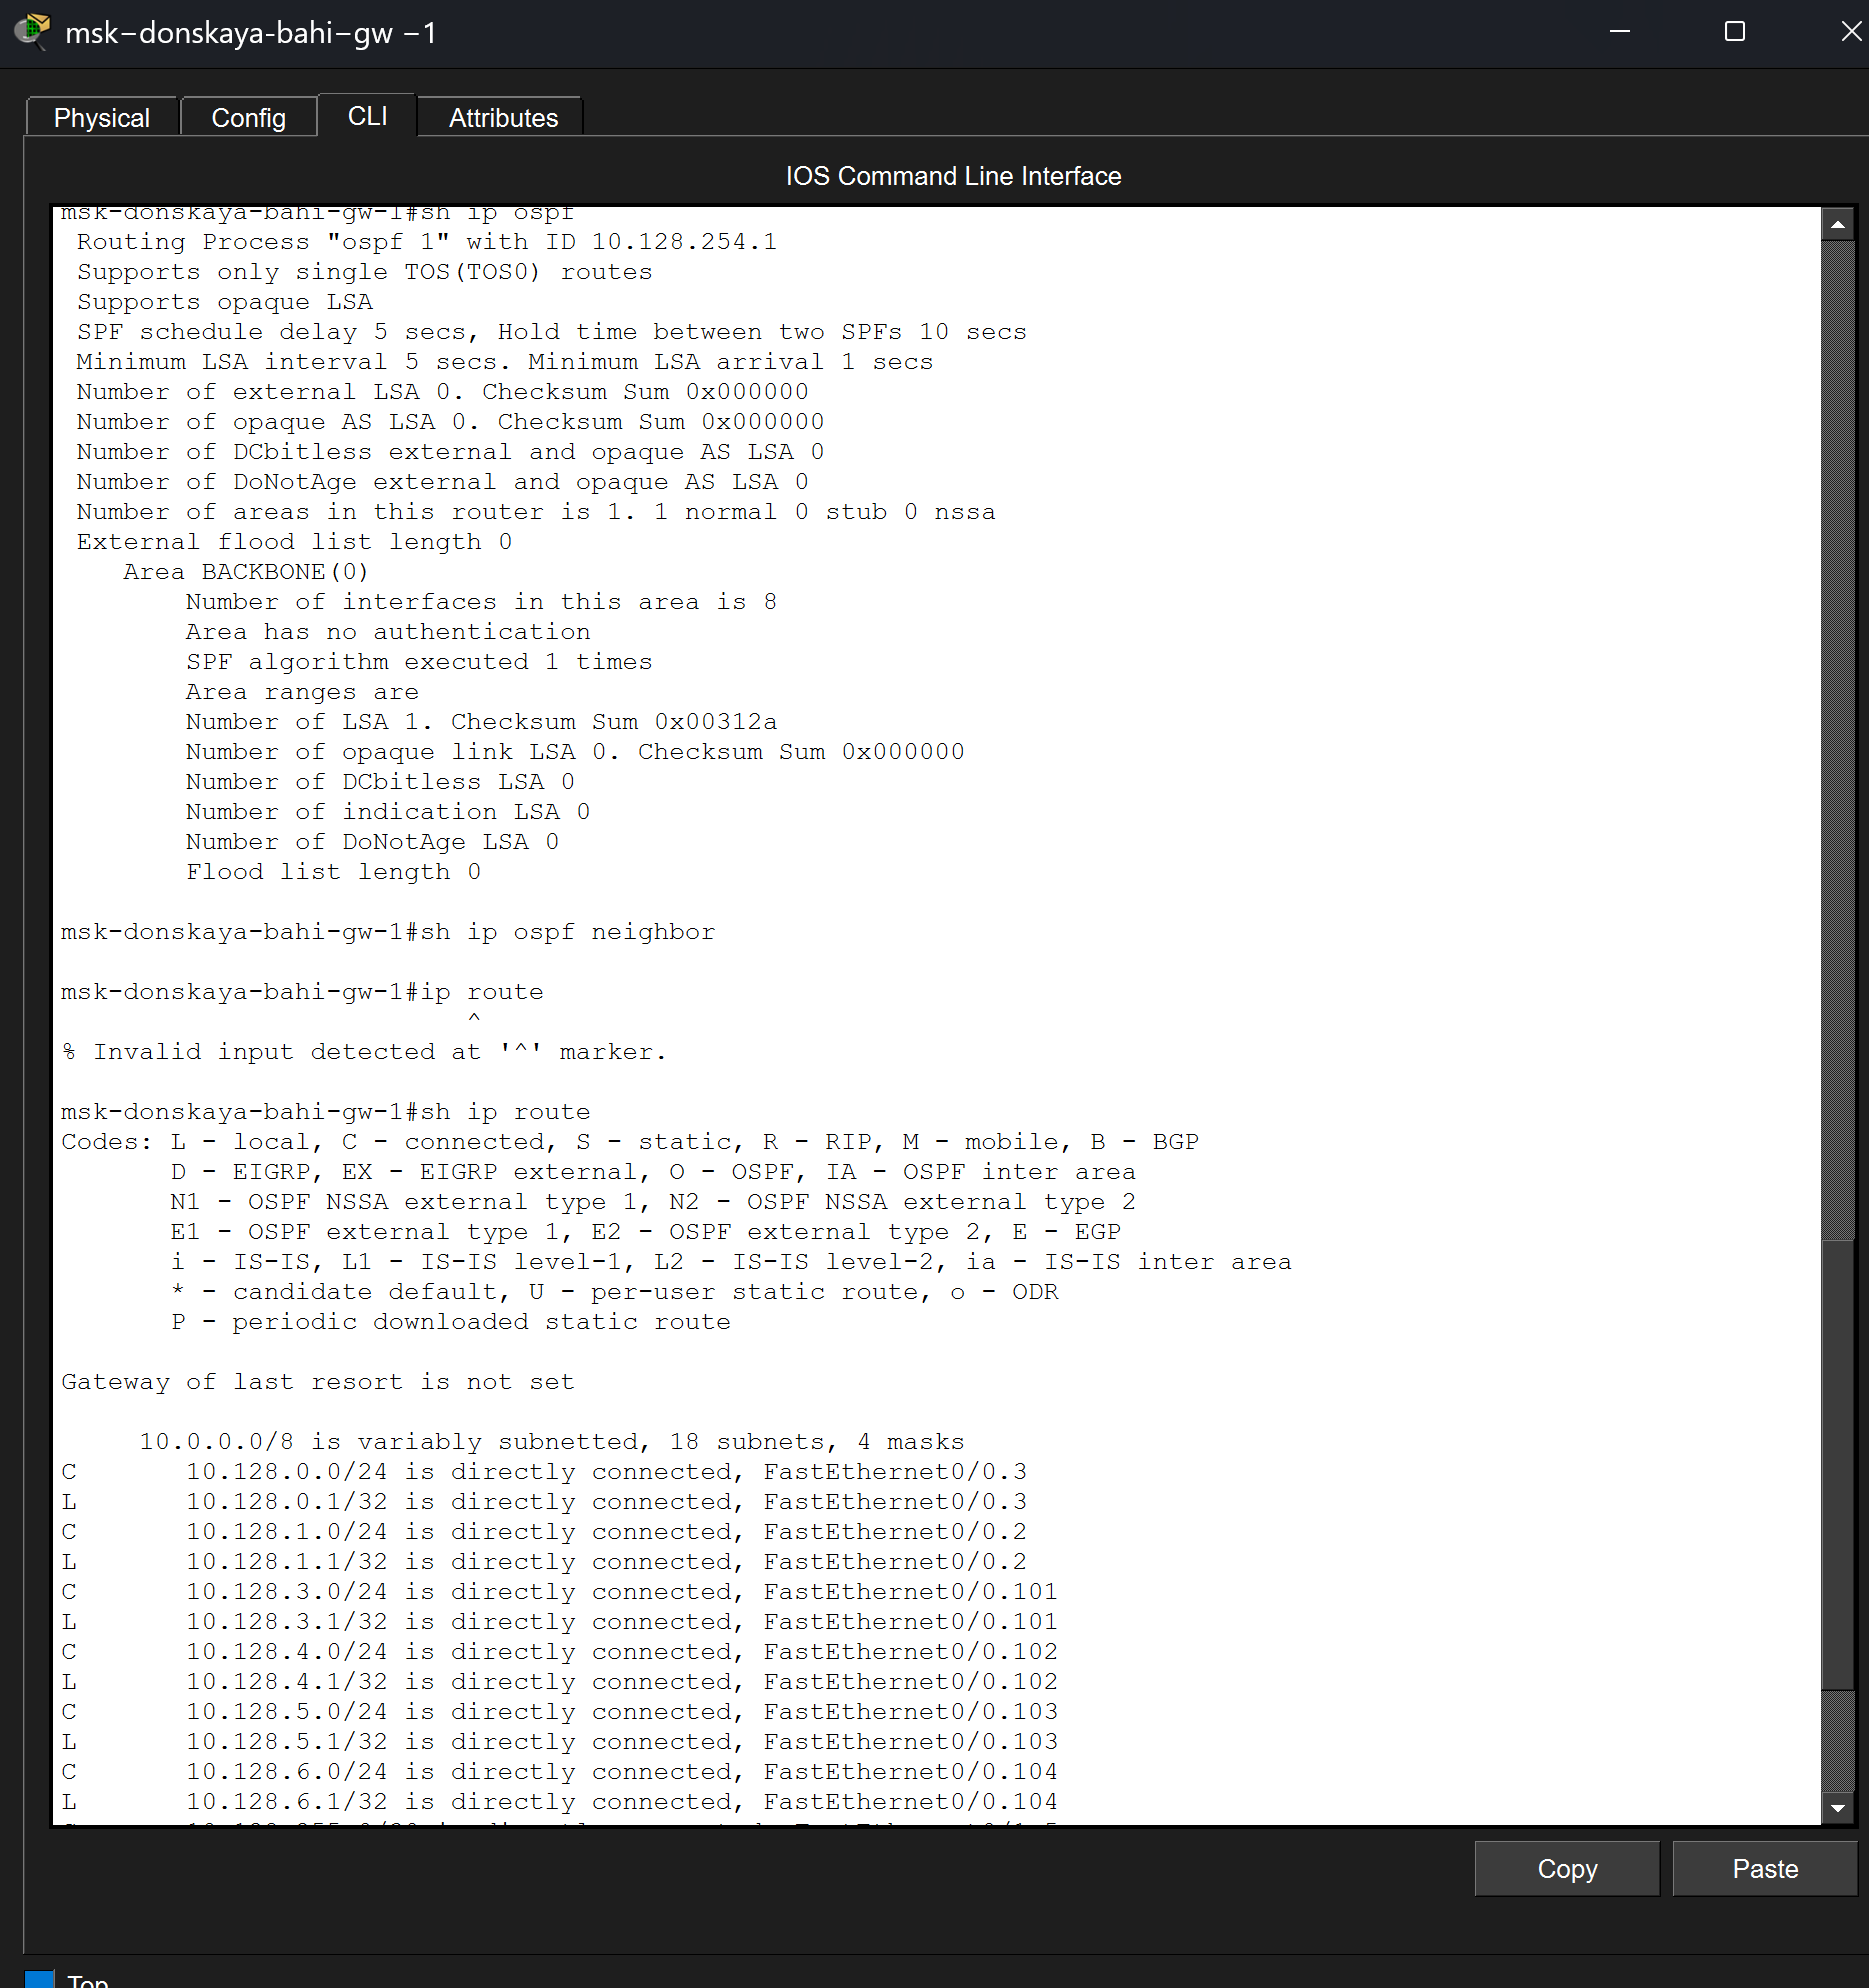 msk-donskaya-bahi-gw -1
Physical Config CLI Attributes
IOS Command Line Interface
msk-donskaya-bahi-gw-1#sh ip ospf
Routing Process "ospf 1" with ID 10.128.254.1
Supports only single TOS(TOS0) routes
Supports opaque LSA
SPF schedule delay 5 secs, Hold time between two SPFs 10 secs
Minimum LSA interval 5 secs. Minimum LSA arrival 1 secs
Number of external LSA 0. Checksum Sum 0x000000
Number of opaque AS LSA 0. Checksum Sum 0x000000
Number of DCbitless external and opaque AS LSA 0
Number of DoNotAge external and opaque AS LSA 0
Number of areas in this router is 1. 1 normal 0 stub 0 nssa
External flood list length 0
Area BACKBONE(0)
Number of interfaces in this area is 8
Area has no authentication
SPF algorithm executed 1 times
Area ranges are
Number of LSA 1. Checksum Sum 0x00312a
Number of opaque link LSA 0. Checksum Sum 0x000000
Number of DCbitless LSA 0
Number of indication LSA 0
Number of DoNotAge LSA 0
Flood list length 0
msk-donskaya-bahi-gw-1#sh ip ospf neighbor
msk-donskaya-bahi-gw-1#ip route
^
% Invalid input detected at '^' marker.
msk-donskaya-bahi-gw-1#sh ip route
Codes: L - local, C - connected, S - static, R - RIP, M - mobile, B - BGP
D - EIGRP, EX - EIGRP external, O - OSPF, IA - OSPF inter area
N1 - OSPF NSSA external type 1, N2 - OSPF NSSA external type 2
E1 - OSPF external type 1, E2 - OSPF external type 2, E - EGP
i - IS-IS, L1 - IS-IS level-1, L2 - IS-IS level-2, ia - IS-IS inter area
* - candidate default, U - per-user static route, o - ODR
P - periodic downloaded static route
Gateway of last resort is not set
10.0.0.0/8 is variably subnetted, 18 subnets, 4 masks
C 10.128.0.0/24 is directly connected, FastEthernet0/0.3
L 10.128.0.1/32 is directly connected, FastEthernet0/0.3
C 10.128.1.0/24 is directly connected, FastEthernet0/0.2
L 10.128.1.1/32 is directly connected, FastEthernet0/0.2
C 10.128.3.0/24 is directly connected, FastEthernet0/0.101
L 10.128.3.1/32 is directly connected, FastEthernet0/0.101
C 10.128.4.0/24 is directly connected, FastEthernet0/0.102
L 10.128.4.1/32 is directly connected, FastEthernet0/0.102
C 10.128.5.0/24 is directly connected, FastEthernet0/0.103
L 10.128.5.1/32 is directly connected, FastEthernet0/0.103
C 10.128.6.0/24 is directly connected, FastEthernet0/0.104
L 10.128.6.1/32 is directly connected, FastEthernet0/0.104
Copy Paste
Top